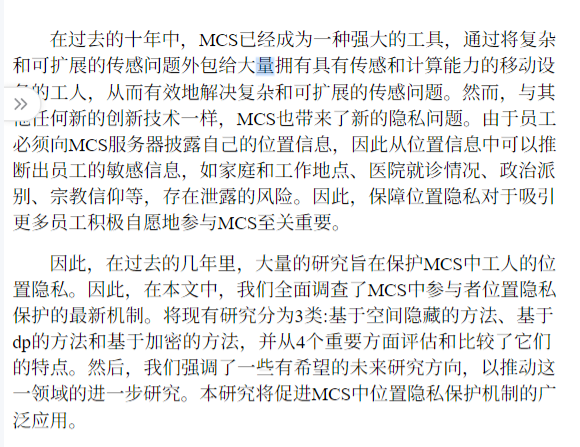 在过去的十年中，MCS已经成为一种强大的工具，通过将复杂
和可扩展的传感问题外包给大量拥有具有传感和计算能力的移动设
的工人，从而有效地解决复杂和可扩展的传感问题。然而，与其
他任何新的创新技术一样，MCS也带来了新的隐私问题。由于员工
必须向MCS服务器披露自己的位置信息，因此从位置信息中可以推
断出员工的敏感信息，如家庭和工作地点、医院就诊情况、政治派
别、宗教信仰等，存在泄露的风险。因此，保障位置隐私对于吸引
更多员工积极自愿地参与MCS至关重要。
因此，在过去的几年里，大量的研究旨在保护MCS中工人的位
置隐私。因此，在本文中，我们全面调查了MCS中参与者位置隐私
保护的最新机制。将现有研究分为3类:基于空间隐藏的方法、基于
dp的方法和基于加密的方法，并从4个重要方面评估和比较了它们
的特点。然后，我们强调了一些有希望的未来研究方向，以推动这
一领域的进一步研究。本研究将促进MCS中位置隐私保护机制的广
泛应用。